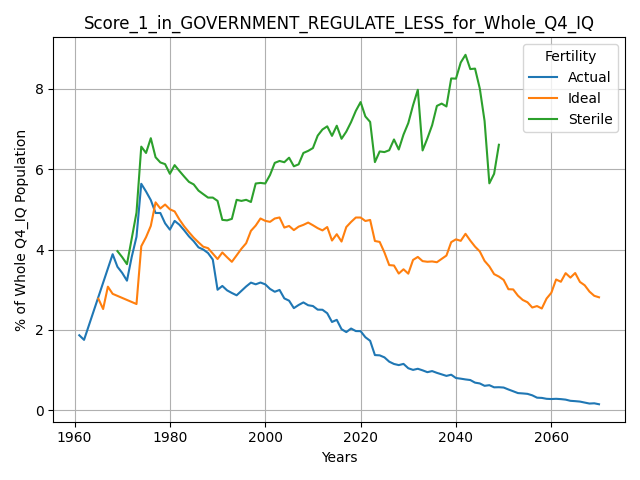 Score_1_in_GOVERNMENT_REGULATE_LESS_for_Whole_Q4_IQ
Fertility
Actual
Ideal
Sterile
% of Whole Q4_IQ Population
8
6
4
2
0
1960 1980 2000 2020 2040 2060
Years